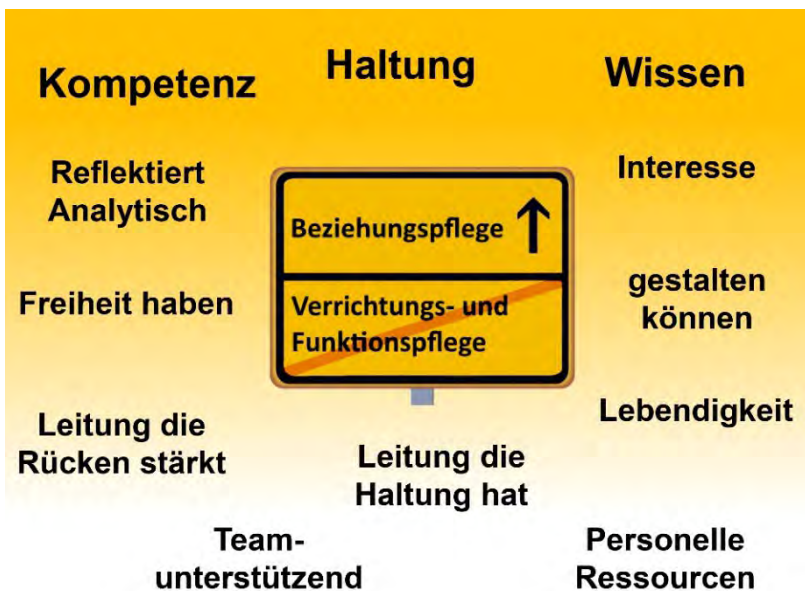 Kompetenz
Haltung
Wissen
Reflektiert
Analytisch
Interesse
Beziehungspflege
Freiheit haben
Verrichtungs- und
Funktionspflege
gestalten
können
Leitung die
Rücken stärkt
Lebendigkeit
Leitung die
Haltung hat
Team-
unterstützend
Personelle
Ressourcen